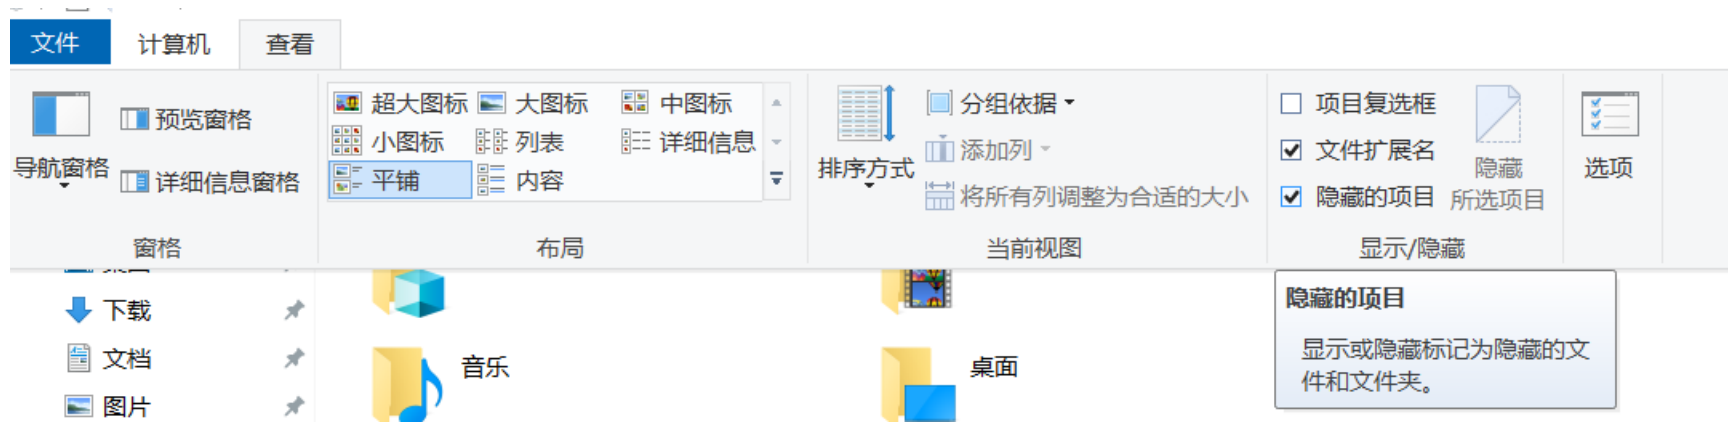 文件
计算机
查看
导航窗格
预览窗格
详细信息窗格
窗格
超大图标
大图标
中图标
小图标
列表
详细信息
平铺
内容
布局
排序方式
分组依据
添加列
将所有列调整为合适的大小
当前视图
项目复选框
文件扩展名
隐藏的项目
隐藏
所选项目
显示/隐藏
选项
下载
文档
图片
音乐
桌面
隐藏的项目
显示或隐藏标记为隐藏的文
件和文件夹。